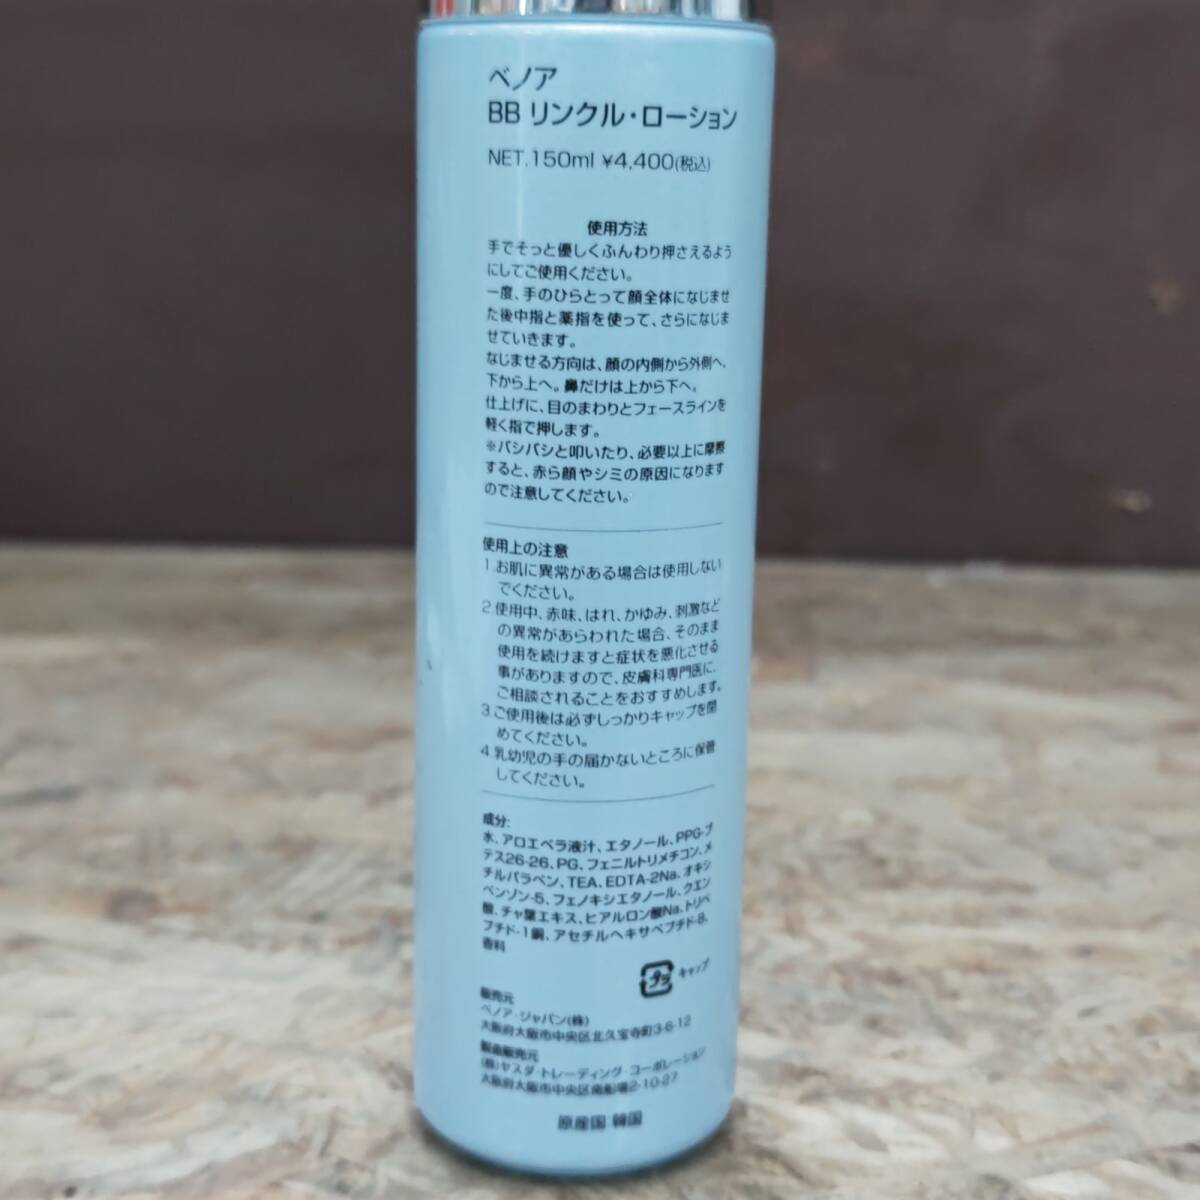 ベノア
BB リンクル・ローション
NET.150ml ¥4,400(税込)
使用方法
手でそっと優しくふんわり押さえるよう
にしてご使用ください。
一度、手のひらとって顔全体になじませ
た後中指と薬指を使って、さらになじま
せていきます。
なじませる方向は、顔の内側から外側へ、
下から上へ。鼻だけは上から下へ。
仕上げに、目のまわりとフェースラインを
軽く指で押します。
※バシバシと叩いたり、必要以上に摩擦
すると、赤ら顔やシミの原因になります
ので注意してください。
使用上の注意
1.お肌に異常がある場合は使用しない
でください。
2 使用中、赤味、はれ、かゆみ、刺激など
の異常があらわれた場合、そのまま
使用を続けますと症状を悪化させる
事がありますので、皮膚科専門医に、
ご相談されることをおすすめします。
3.ご使用後は必ずしっかりキャップを閉
めてください。
4.乳幼児の手の届かないところに保管
してください。
成分:
水、アロエベラ液汁、エタノール、PPG-ブ
テス26-26、PG、フェニルトリメチコン、メ
チルパラベン、TEA、EDTA-2Na、オキシ
ベンゾン-5、フェノキシエタノール、クエン
酸、チャ葉エキス、ヒアルロン酸Na、トリペ
プチド-1銅、アセチルヘキサペプチド-8、
香料
プラ キャップ
販売元
ベノア・ジャパン(株)
大阪府大阪市中央区北久宝寺町3-6-12
製造販売元
(株)ヤスダ・トレーディング・コーポレーション
大阪府大阪市中央区南船場2-10-27
原産国 韓国